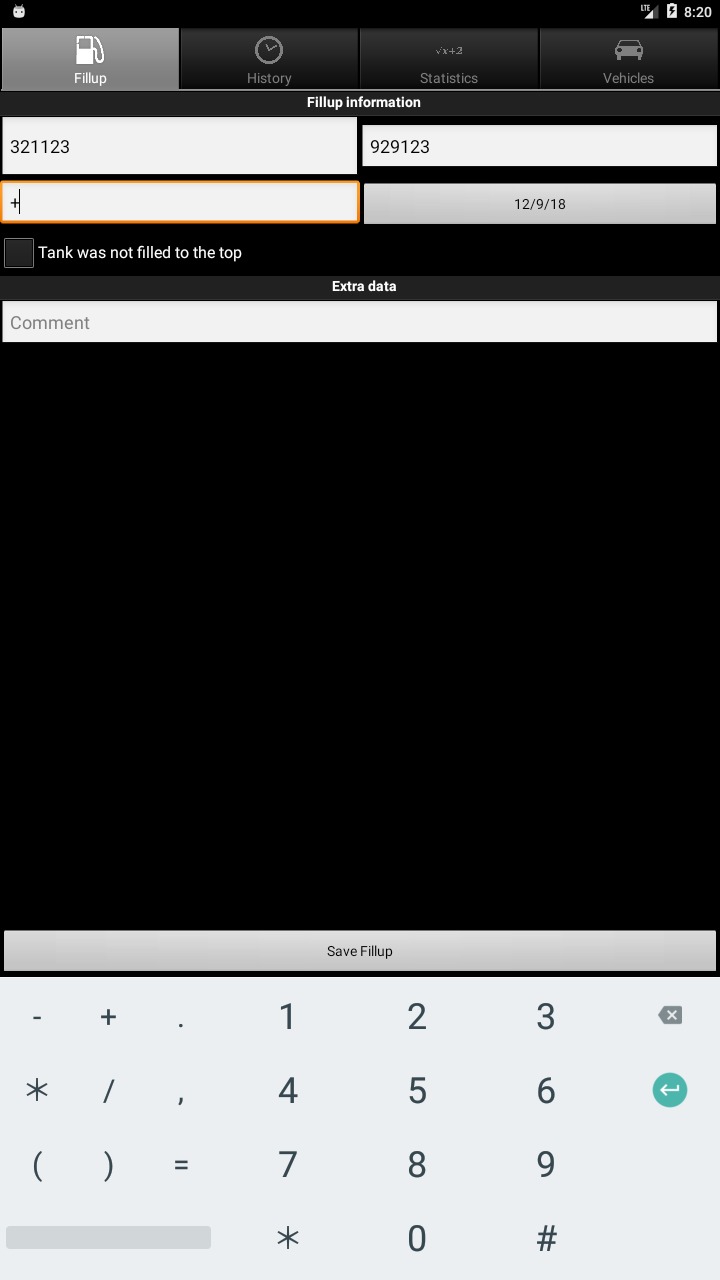 LTE 8:20
Fillup
History
√x+2
Statistics
Vehicles
Fillup information
321123
929123
+
12/9/18
Tank was not filled to the top
Extra data
Comment
Save Fillup
- + . 1 2 3
* / , 4 5 6
( ) = 7 8 9
* 0 #